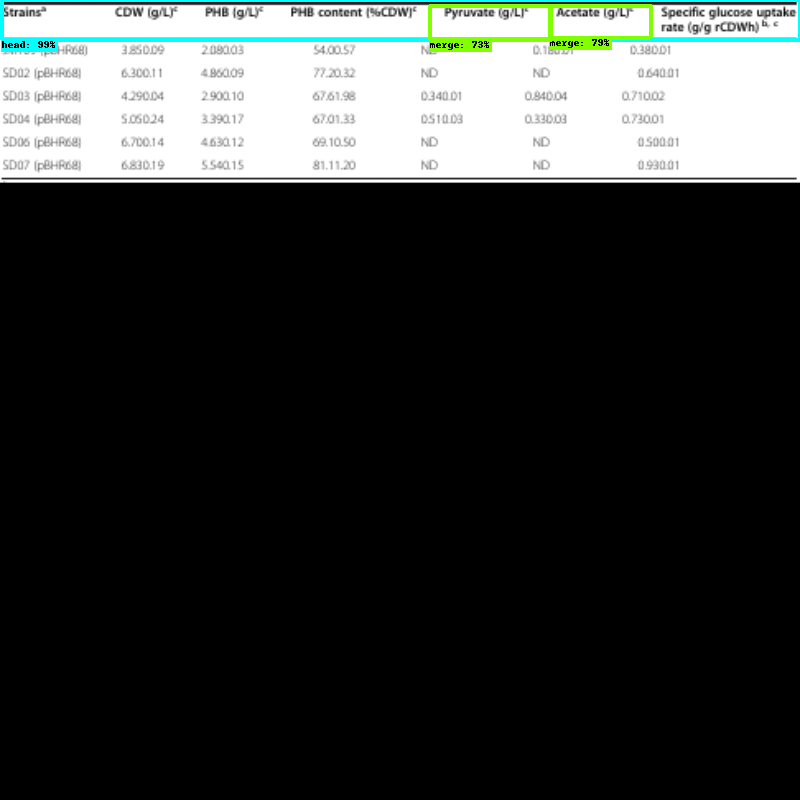 Strainsᵃ CDW (g/L)ᶜ PHB (g/L)ᶜ PHB content (%CDW)ᶜ Pyruvate (g/L)ᶜ Acetate (g/L)ᶜ Specific glucose uptake
rate (g/g rCDWh) ᵇ, ᶜ
head: 99% merge: 73% merge: 79%
(pBHR68) 3.850.09 2.080.03 54.00.57 ND 0.180.01 0.380.01
SD02 (pBHR68) 6.300.11 4.860.09 77.20.32 ND ND 0.640.01
SD03 (pBHR68) 4.290.04 2.900.10 67.61.98 0.340.01 0.840.04 0.710.02
SD04 (pBHR68) 5.050.24 3.390.17 67.01.33 0.510.03 0.330.03 0.730.01
SD06 (pBHR68) 6.700.14 4.630.12 69.10.50 ND ND 0.500.01
SD07 (pBHR68) 6.830.19 5.540.15 81.11.20 ND ND 0.930.01